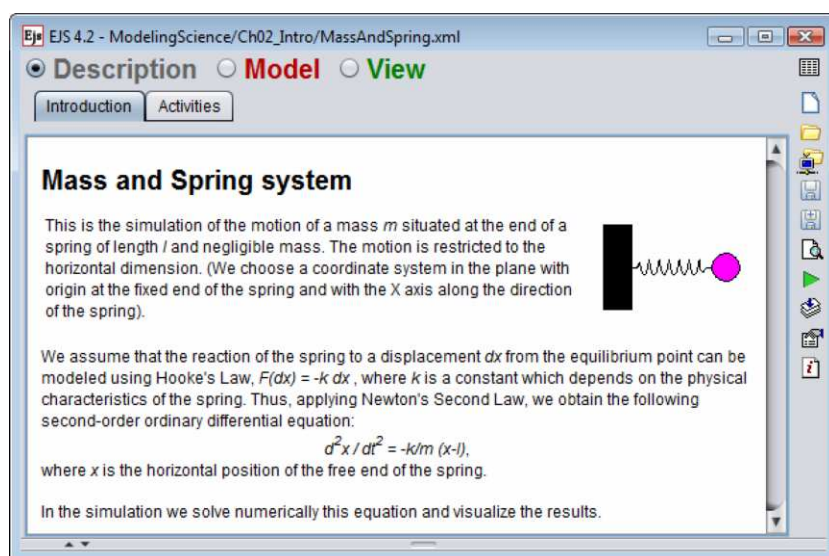 Ejs EJS 4.2 - ModelingScience/Ch02_Intro/MassAndSpring.xml
Description Model View
Introduction Activities
Mass and Spring system
This is the simulation of the motion of a mass m situated at the end of a
spring of length l and negligible mass. The motion is restricted to the
horizontal dimension. (We choose a coordinate system in the plane with
origin at the fixed end of the spring and with the X axis along the direction
of the spring).
We assume that the reaction of the spring to a displacement dx from the equilibrium point can be
modeled using Hooke's Law, F(dx) = -k dx , where k is a constant which depends on the physical
characteristics of the spring. Thus, applying Newton's Second Law, we obtain the following
second-order ordinary differential equation:
d²x / dt² = -k/m (x-l),
where x is the horizontal position of the free end of the spring.
In the simulation we solve numerically this equation and visualize the results.